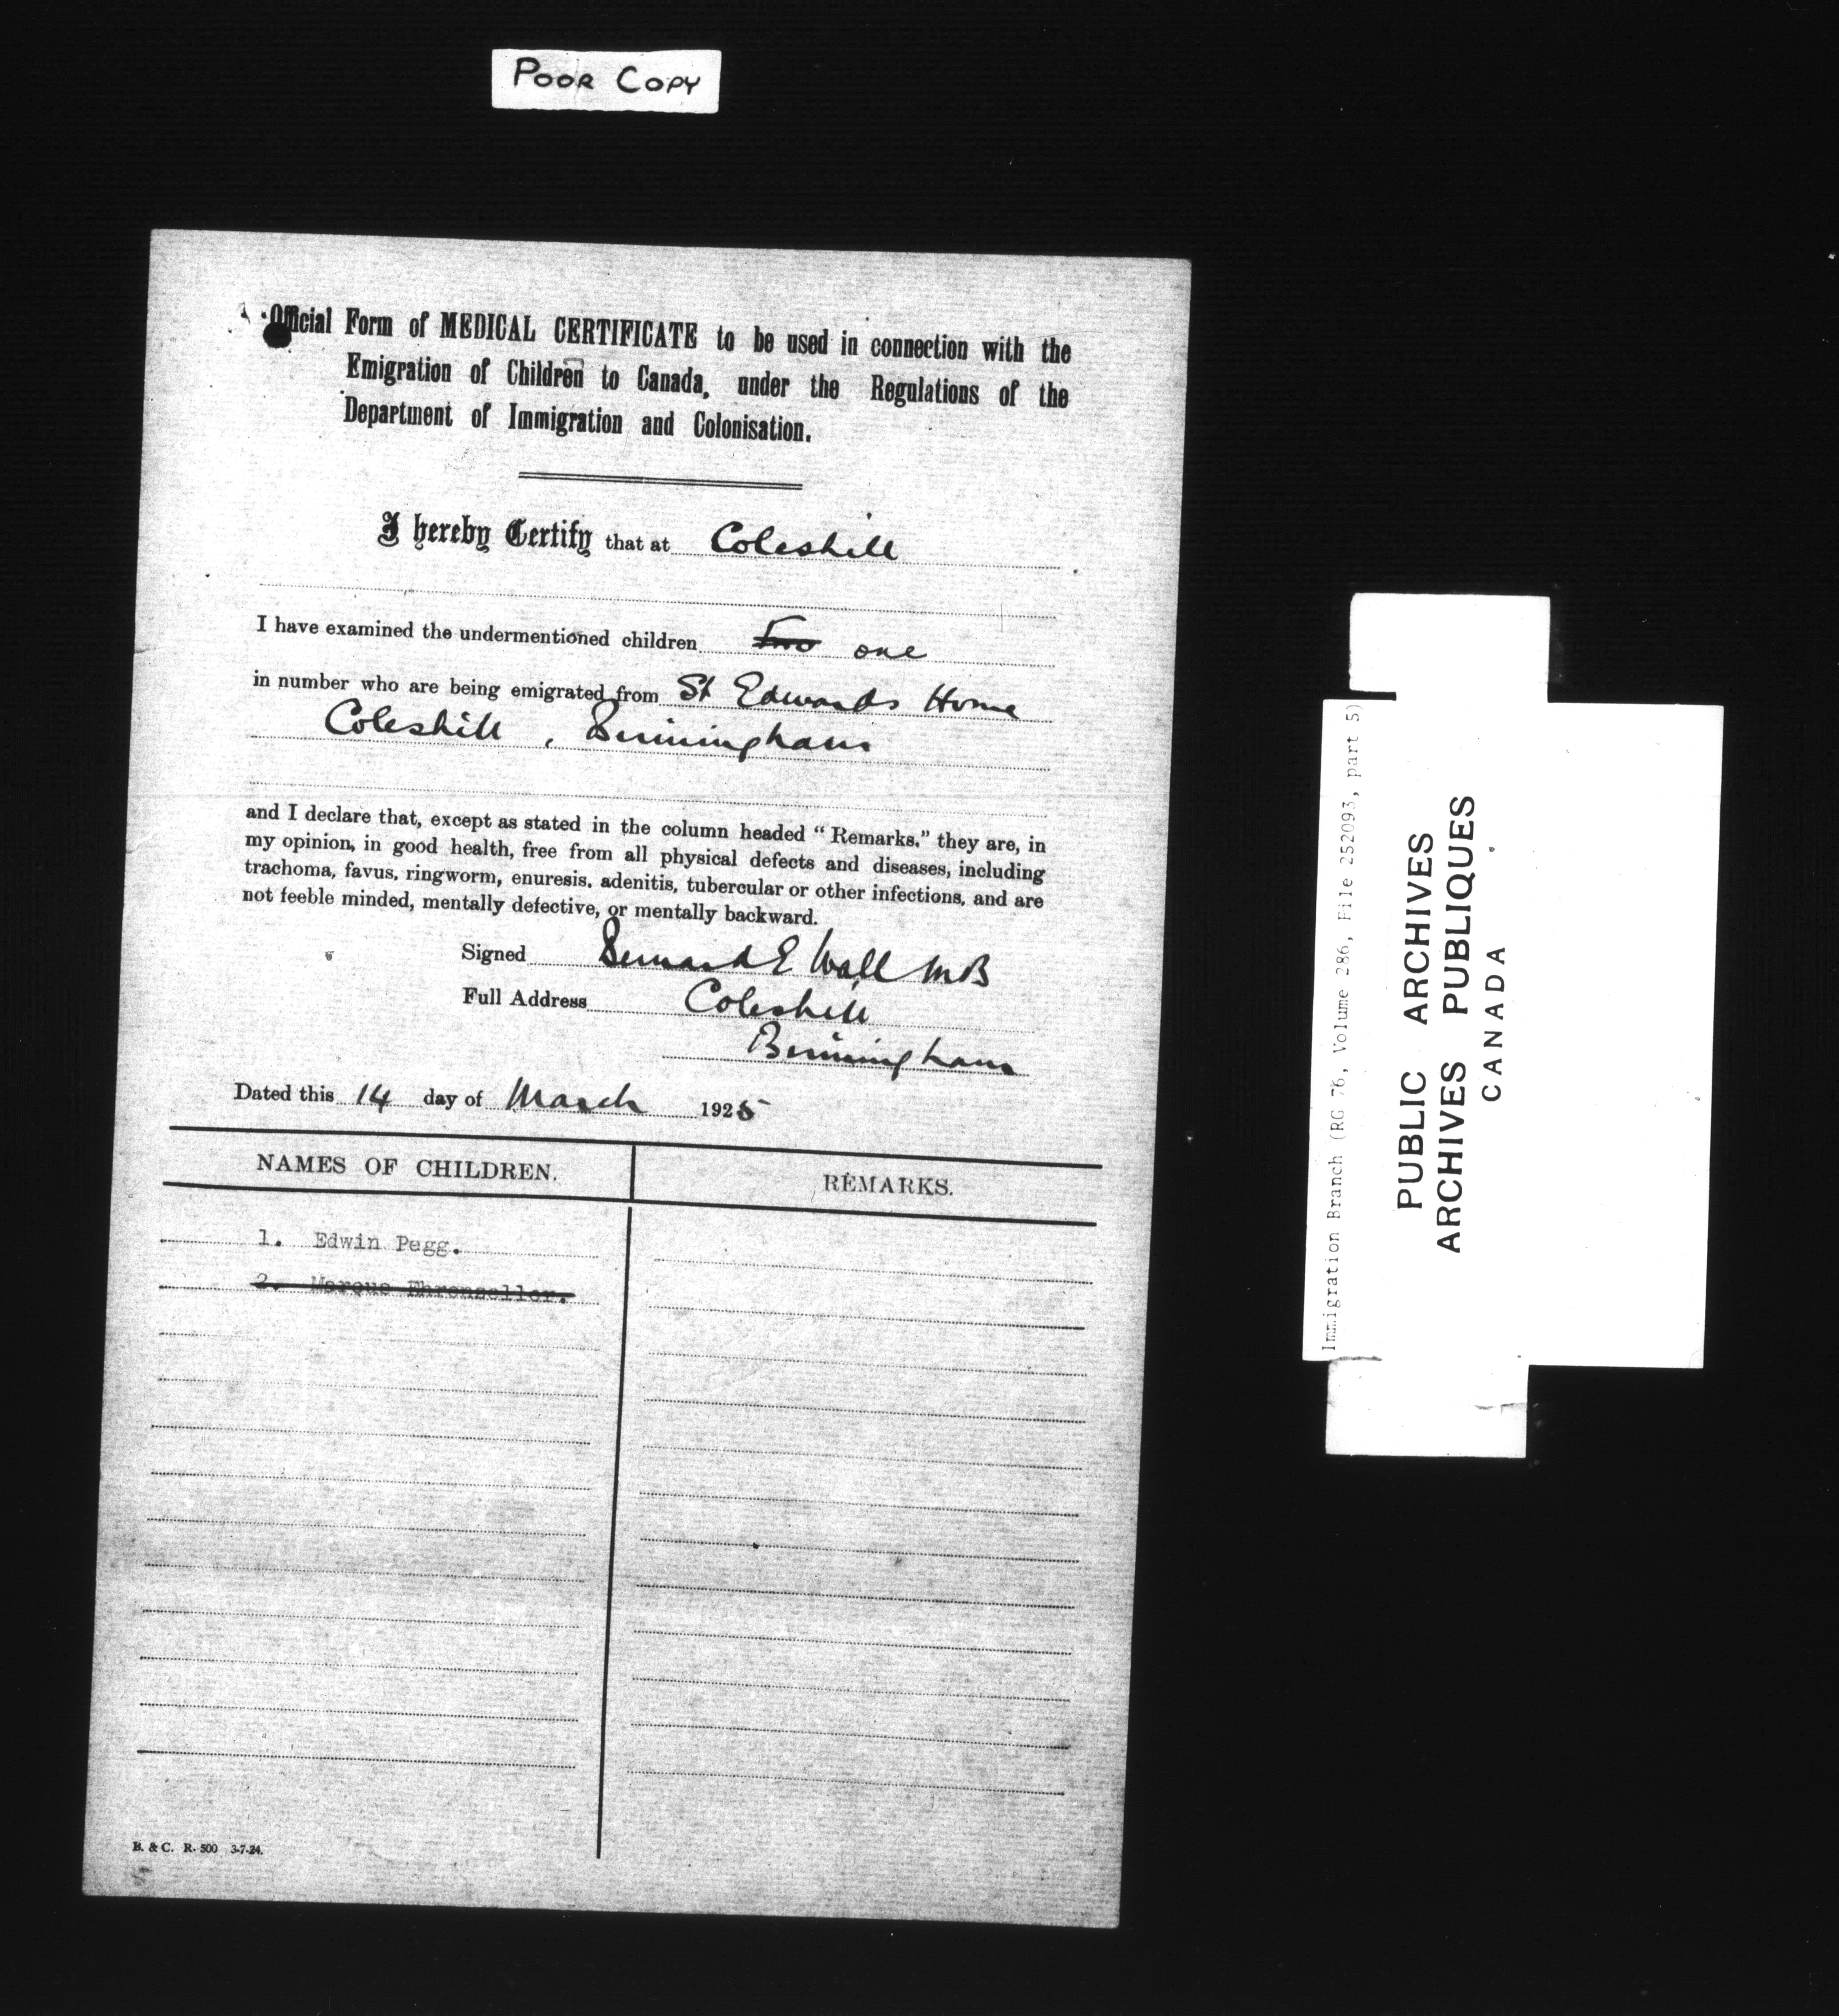 POOR COPY
Official Form of MEDICAL CERTIFICATE to be used in connection with the
Emigration of Children to Canada, under the Regulations of the
Department of Immigration and Colonisation.
I hereby Certify that at Coleshill
I have examined the undermentioned children Two one
in number who are being emigrated from St Edwards Home
Coleshill, Birmingham
and I declare that, except as stated in the column headed "Remarks," they are, in
my opinion, in good health, free from all physical defects and diseases, including
trachoma, favus, ringworm, enuresis, adenitis, tubercular or other infections, and are
not feeble minded, mentally defective, or mentally backward.
Signed Bernard E Wall MB
Full Address Coleshill
Birmingham
Dated this 14 day of March 1925
NAMES OF CHILDREN.
REMARKS.
1. Edwin Pegg.
2.
B. & C. R. 500 3-7-24.
Immigration Branch (RG 76, Volume 286, File 252093, part 5)
PUBLIC ARCHIVES
ARCHIVES PUBLIQUES
CANADA